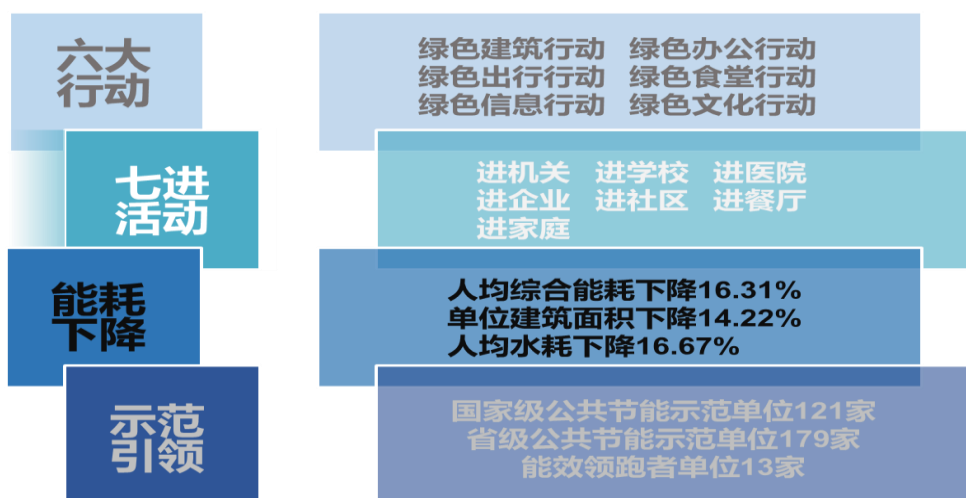 六大
行动
绿色建筑行动 绿色办公行动
绿色出行行动 绿色食堂行动
绿色信息行动 绿色文化行动
七进
活动
进机关 进学校 进医院
进企业 进社区 进餐厅
进家庭
能耗
下降
人均综合能耗下降16.31%
单位建筑面积下降14.22%
人均水耗下降16.67%
示范
引领
国家级公共节能示范单位121家
省级公共节能示范单位179家
能效领跑者单位13家